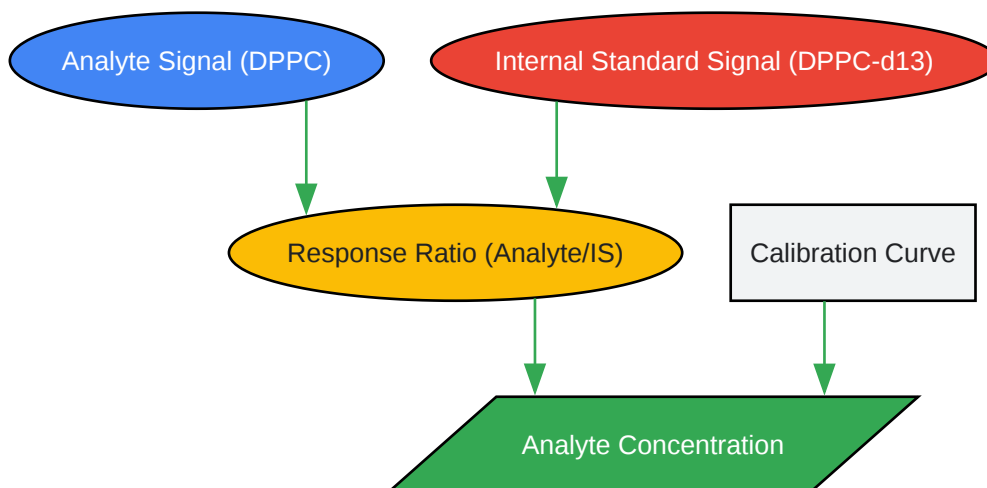 Analyte Signal (DPPC)
Internal Standard Signal (DPPC-d13)
Response Ratio (Analyte/IS)
Calibration Curve
Analyte Concentration